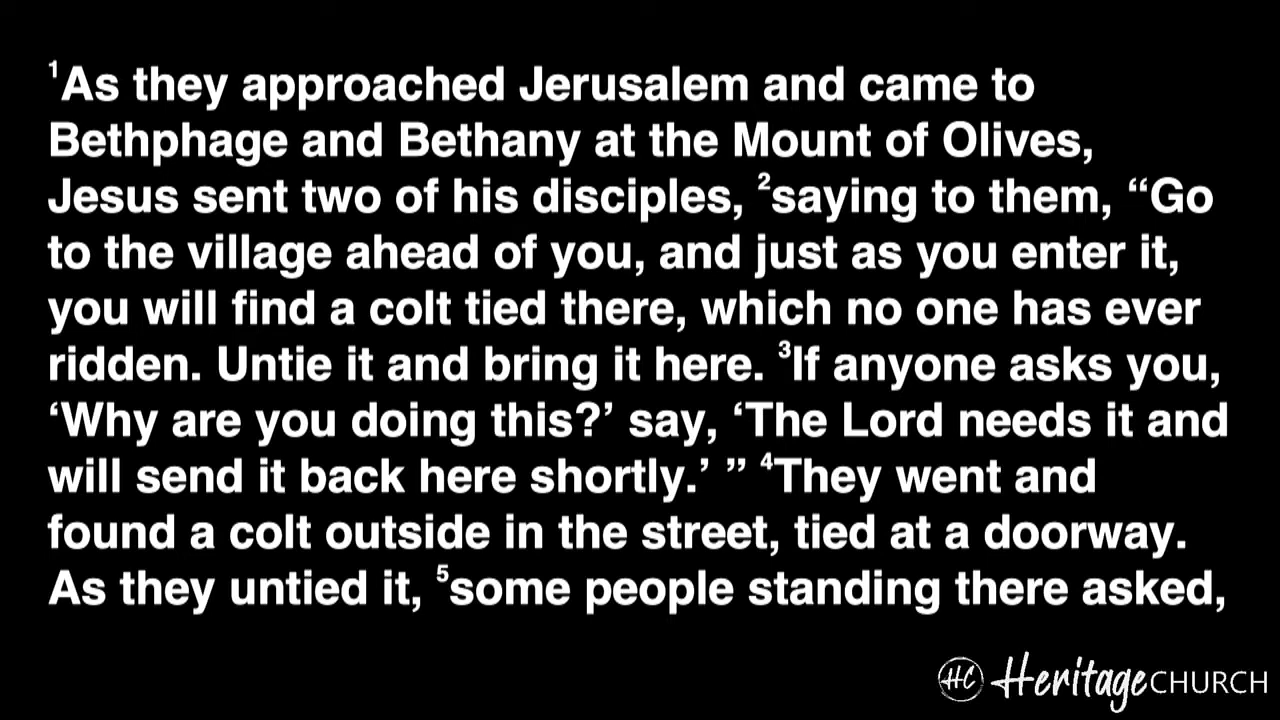 ¹As they approached Jerusalem and came to
Bethphage and Bethany at the Mount of Olives,
Jesus sent two of his disciples, ²saying to them, “Go
to the village ahead of you, and just as you enter it,
you will find a colt tied there, which no one has ever
ridden. Untie it and bring it here. ³If anyone asks you,
‘Why are you doing this?’ say, ‘The Lord needs it and
will send it back here shortly.’ ” ⁴They went and
found a colt outside in the street, tied at a doorway.
As they untied it, ⁵some people standing there asked,
HC Heritage CHURCH